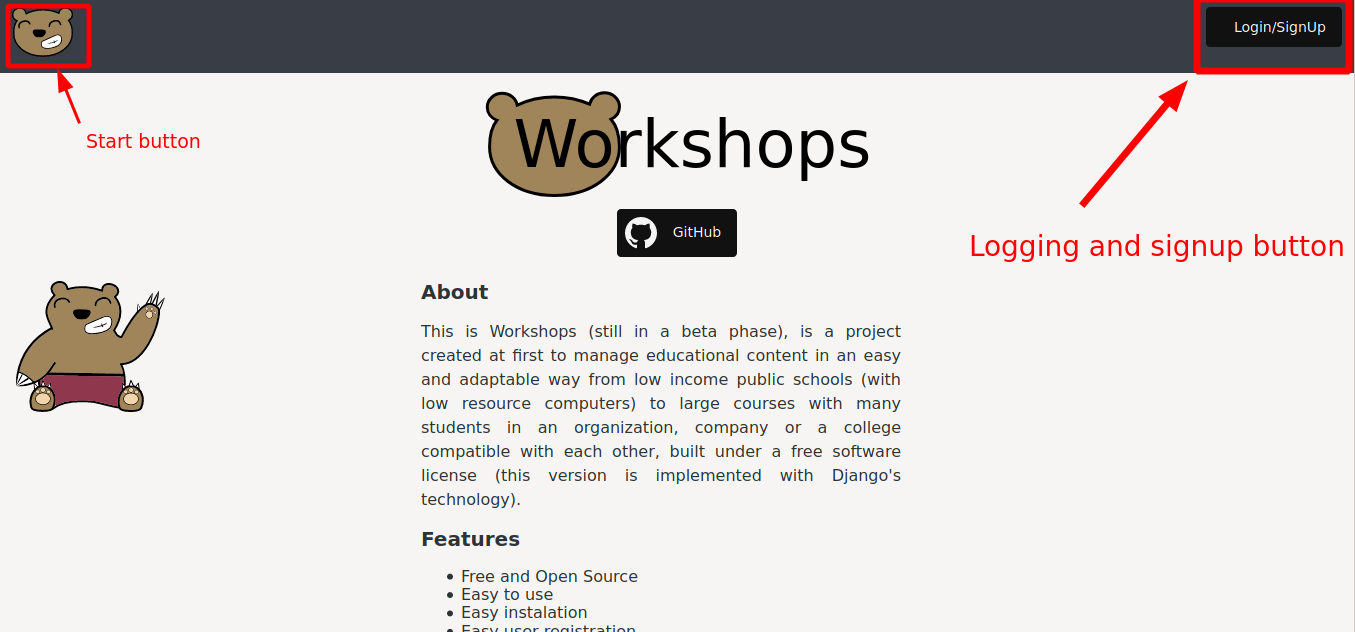 Login/SignUp
Start button
Workshops
GitHub
Logging and signup button
About
This is Workshops (still in a beta phase), is a project
created at first to manage educational content in an easy
and adaptable way from low income public schools (with
low resource computers) to large courses with many
students in an organization, company or a college
compatible with each other, built under a free software
license (this version is implemented with Django's
technology).
Features
• Free and Open Source
• Easy to use
• Easy instalation
• Easy user registration